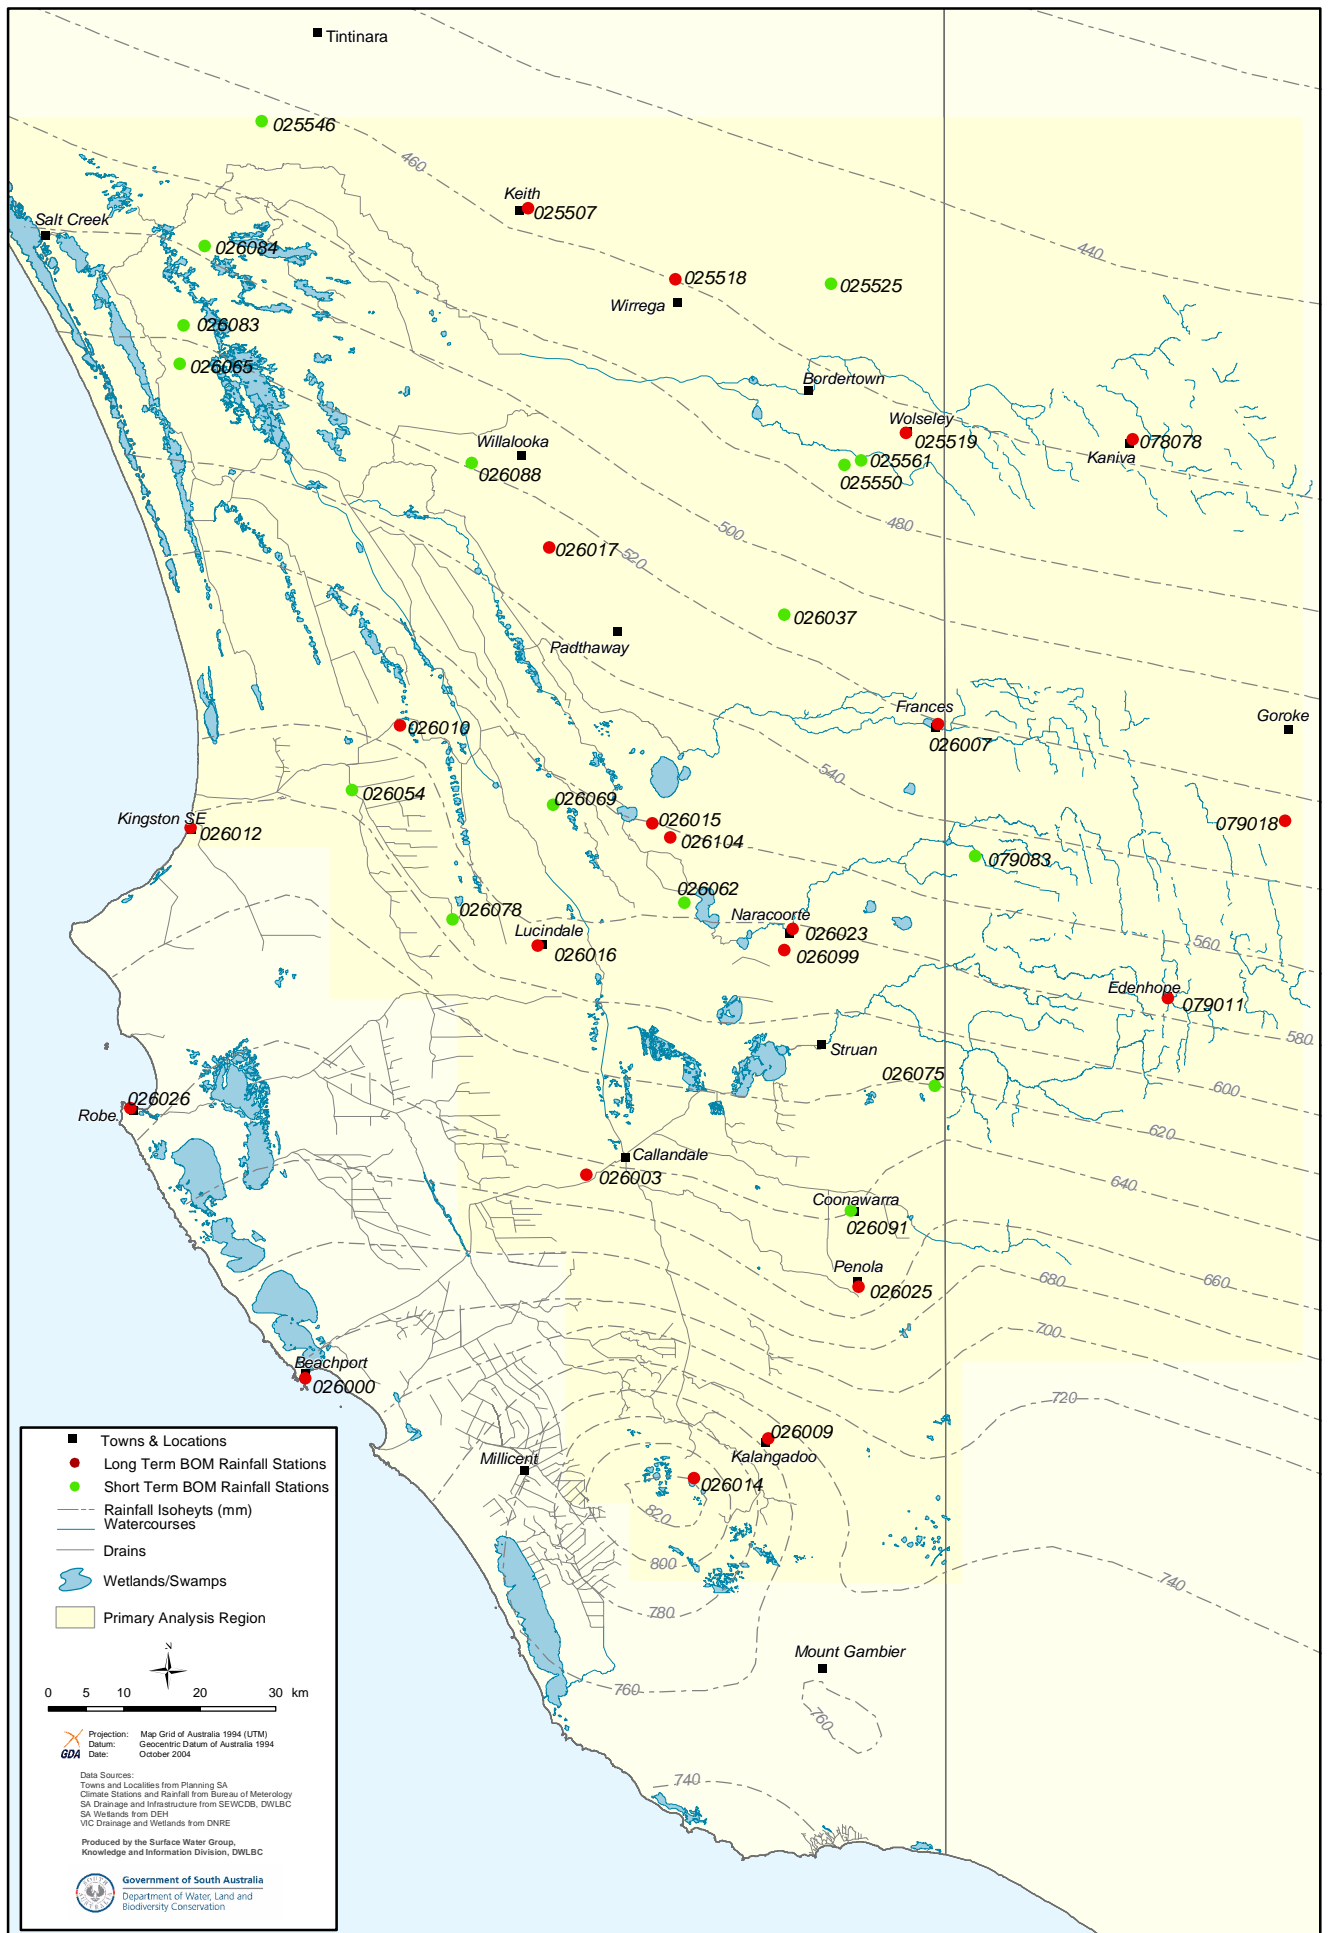 Tintinara
025546
460
Keith
025507
Salt Creek
026084
440
025518
025525
Wirrega
026083
026065
Bordertown
Wolseley
025519
078078
Kaniva
Willalooka
026088
025561
025550
480
500
520
026017
026037
Padthaway
Frances
026007
Goroke
026010
540
026054
026069
Kingston SE
026012
026015
026104
079018
079083
026062
026078
Naracoorte
026023
Lucindale
026016
026099
560
Edenhope
079011
580
Struan
026075
600
026026
Robe
620
Callandale
026003
640
Coonawarra
026091
Penola
026025
680
660
700
Beachport
026000
720
026009
Kalangadoo
Millicent
026014
820
800
740
780
Mount Gambier
760
760
740
Towns & Locations
Long Term BOM Rainfall Stations
Short Term BOM Rainfall Stations
Rainfall Isoheyts (mm)
Watercourses
Drains
Wetlands/Swamps
Primary Analysis Region
N
0 5 10 20 30 km
GDA
Projection: Map Grid of Australia 1994 (UTM)
Datum: Geocentric Datum of Australia 1994
Date: October 2004
Data Sources:
Towns and Localities from Planning SA
Climate Stations and Rainfall from Bureau of Meterology
SA Drainage and Infrastructure from SEWCDB, DWLBC
SA Wetlands from DEH
VIC Drainage and Wetlands from DNRE
Produced by the Surface Water Group,
Knowledge and Information Division, DWLBC
Government of South Australia
Department of Water, Land and
Biodiversity Conservation